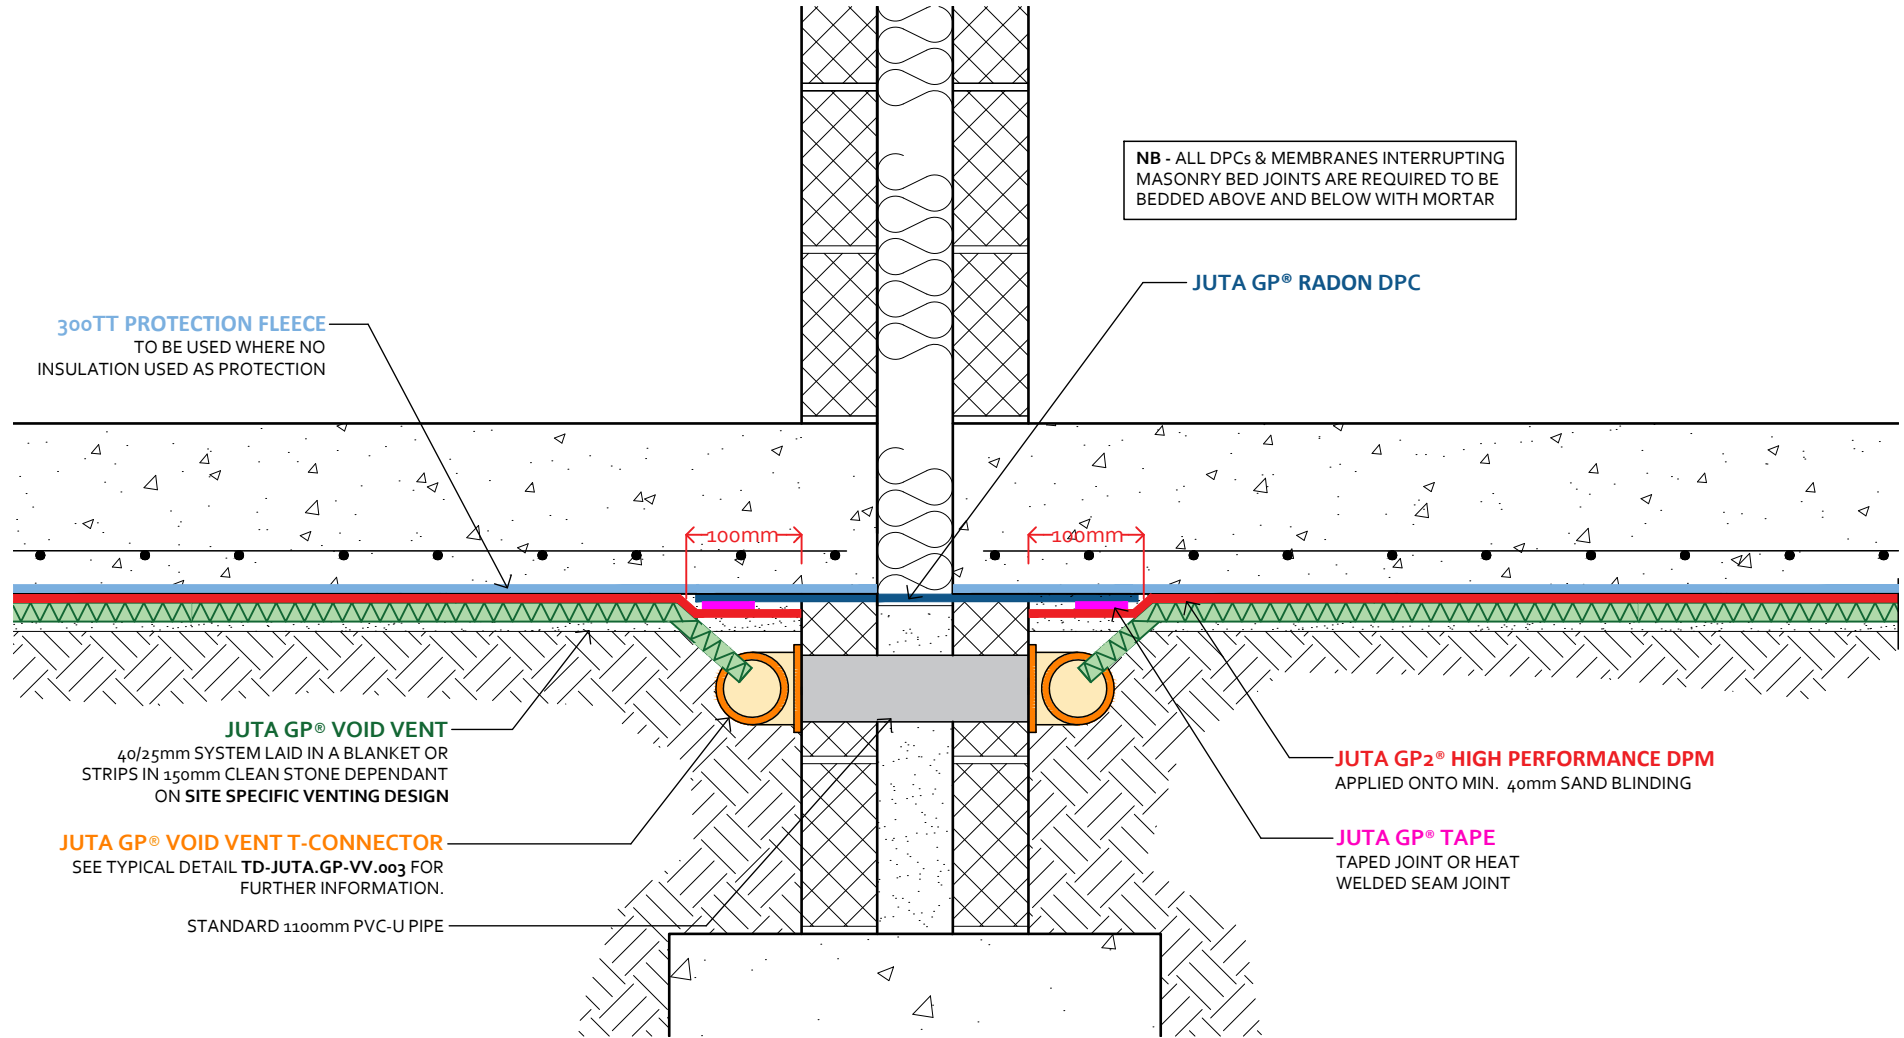 NB - ALL DPCs & MEMBRANES INTERRUPTING
MASONRY BED JOINTS ARE REQUIRED TO BE
BEDDED ABOVE AND BELOW WITH MORTAR
JUTA GP® RADON DPC
300TT PROTECTION FLEECE
TO BE USED WHERE NO
INSULATION USED AS PROTECTION
100mm
100mm
JUTA GP® VOID VENT
40/25mm SYSTEM LAID IN A BLANKET OR
STRIPS IN 150mm CLEAN STONE DEPENDANT
ON SITE SPECIFIC VENTING DESIGN
JUTA GP® VOID VENT T-CONNECTOR
SEE TYPICAL DETAIL TD-JUTA.GP-VV.003 FOR
FURTHER INFORMATION.
STANDARD 1100mm PVC-U PIPE
JUTA GP2® HIGH PERFORMANCE DPM
APPLIED ONTO MIN. 40mm SAND BLINDING
JUTA GP® TAPE
TAPED JOINT OR HEAT
WELDED SEAM JOINT